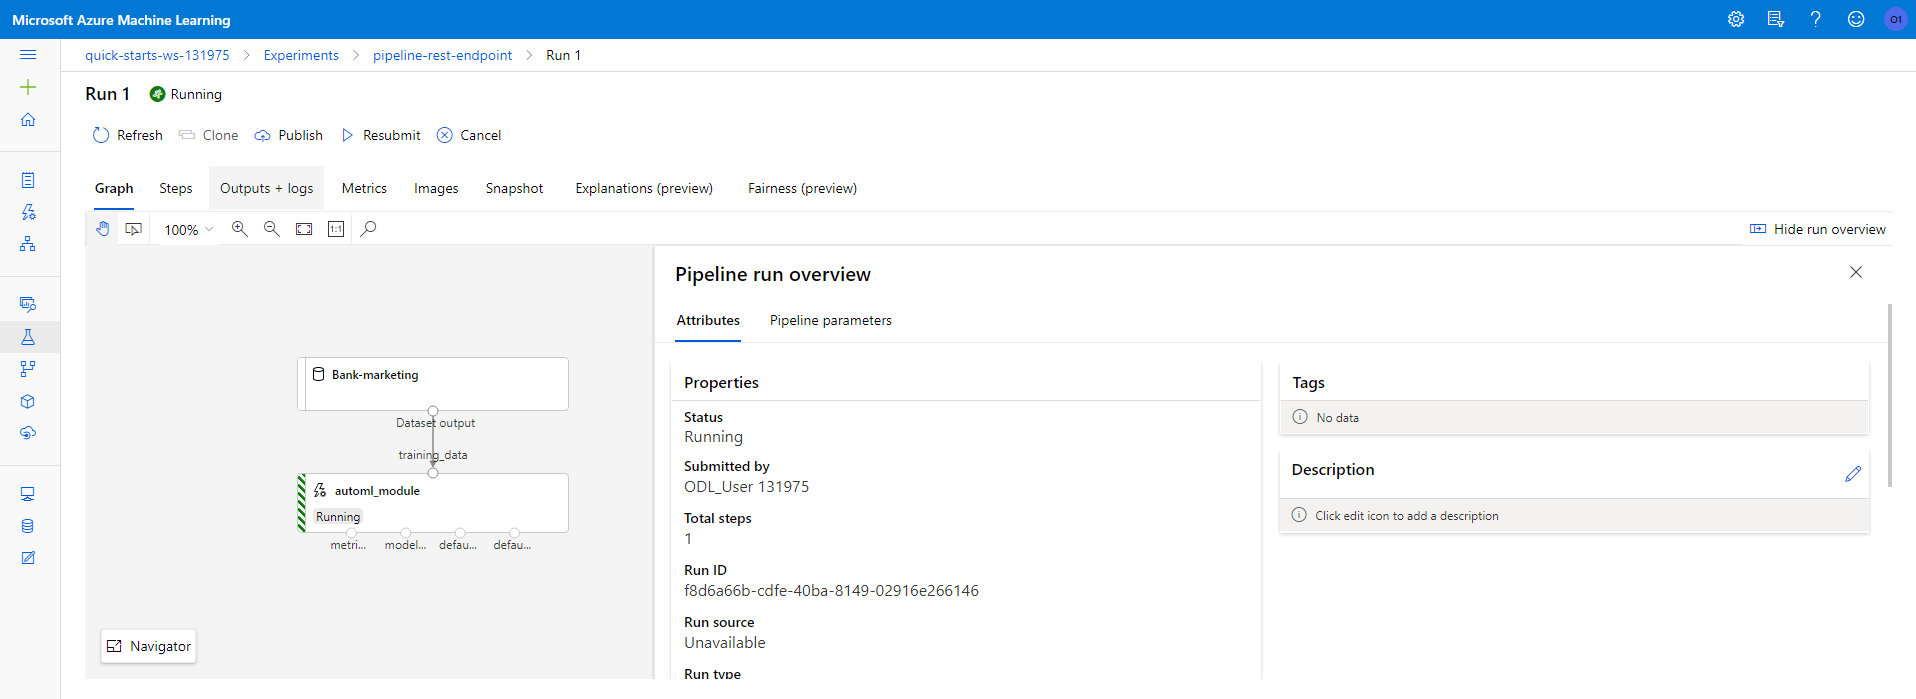 Microsoft Azure Machine Learning
O1
quick-starts-ws-131975 > Experiments > pipeline-rest-endpoint > Run 1
Run 1 Running
Refresh Clone Publish Resubmit Cancel
Graph Steps Outputs + logs Metrics Images Snapshot Explanations (preview) Fairness (preview)
100% 1:1 Hide run overview
Bank-marketing
Dataset output
training_data
automl_module
Running
metri... model... defau... defau...
Navigator
Pipeline run overview
Attributes Pipeline parameters
Properties
Status
Running
Submitted by
ODL_User 131975
Total steps
1
Run ID
f8d6a66b-cdfe-40ba-8149-02916e266146
Run source
Unavailable
Run type
Tags
No data
Description
Click edit icon to add a description